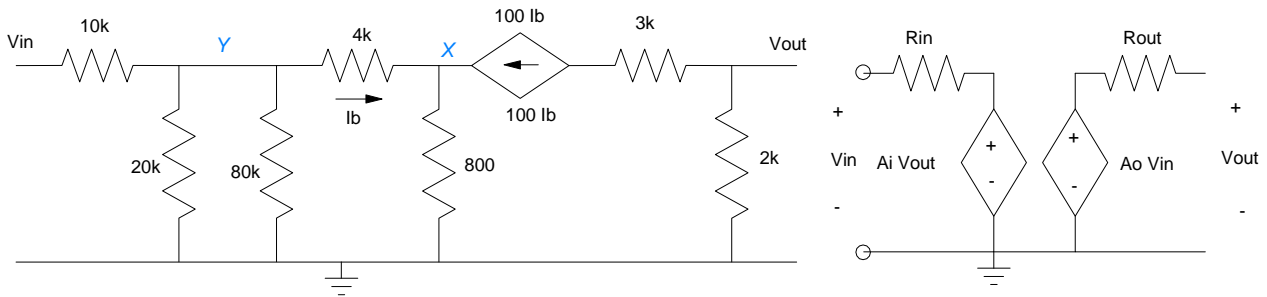 Vin
10k
Y
4k
X
100 Ib
3k
Vout
Ib
100 Ib
20k
80k
800
2k
Rin
Rout
+
Vin
-
Ai Vout
+
-
+
-
Ao Vin
+
Vout
-